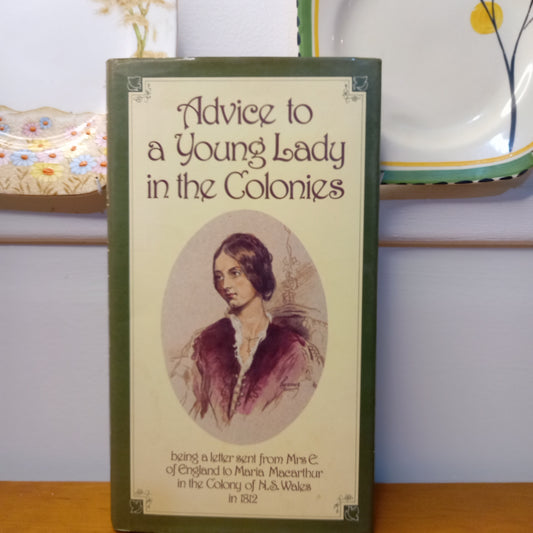 Advice to
a Young Lady
in the Colonies
being a letter sent from Mrs E.
of England to Maria Macarthur
in the Colony of N.S. Wales
in 1812